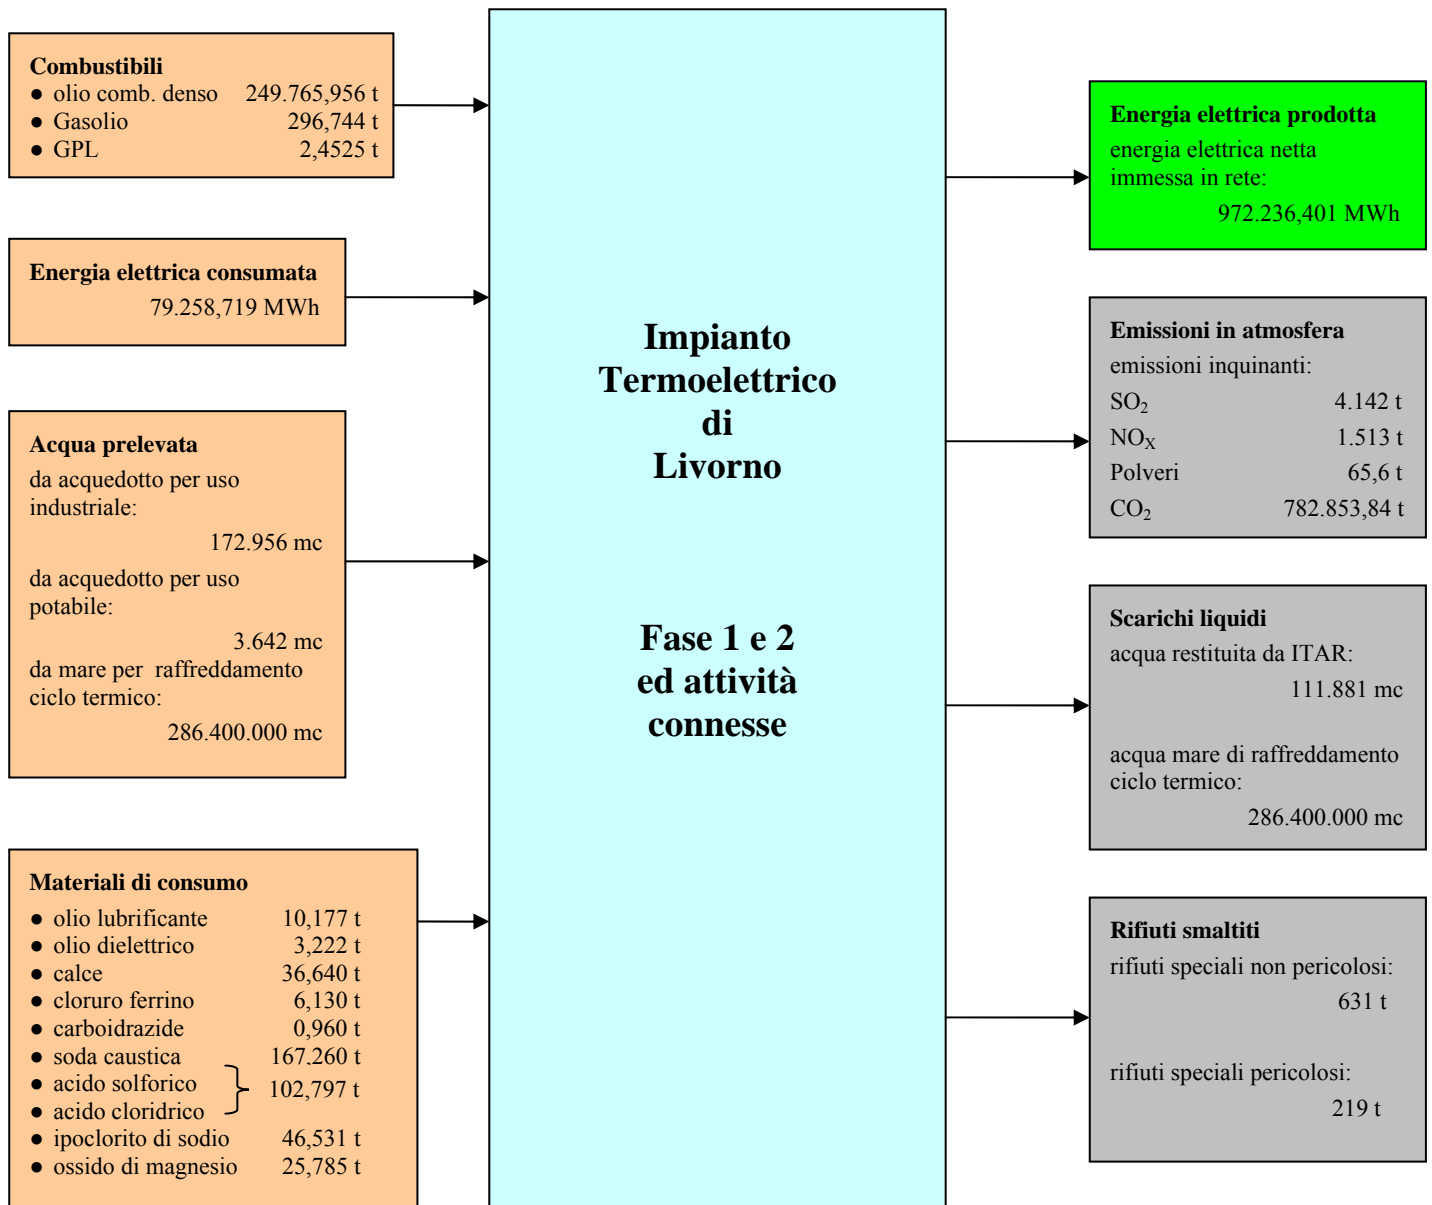 Combustibili
● olio comb. denso 249.765,956 t
● Gasolio 296,744 t
● GPL 2,4525 t
Energia elettrica consumata
79.258,719 MWh
Acqua prelevata
da acquedotto per uso
industriale:
172.956 mc
da acquedotto per uso
potabile:
3.642 mc
da mare per raffreddamento
ciclo termico:
286.400.000 mc
Materiali di consumo
● olio lubrificante 10,177 t
● olio dielettrico 3,222 t
● calce 36,640 t
● cloruro ferrino 6,130 t
● carboidrazide 0,960 t
● soda caustica 167.260 t
● acido solforico
102,797 t
● acido cloridrico
● ipoclorito di sodio 46,531 t
● ossido di magnesio 25,785 t
Impianto
Termoelettrico
di
Livorno
Fase 1 e 2
ed attività
connesse
Energia elettrica prodotta
energia elettrica netta
immessa in rete:
972.236,401 MWh
Emissioni in atmosfera
emissioni inquinanti:
SO₂ 4.142 t
NOₓ 1.513 t
Polveri 65,6 t
CO₂ 782.853,84 t
Scarichi liquidi
acqua restituita da ITAR:
111.881 mc
acqua mare di raffreddamento
ciclo termico:
286.400.000 mc
Rifiuti smaltiti
rifiuti speciali non pericolosi:
631 t
rifiuti speciali pericolosi:
219 t